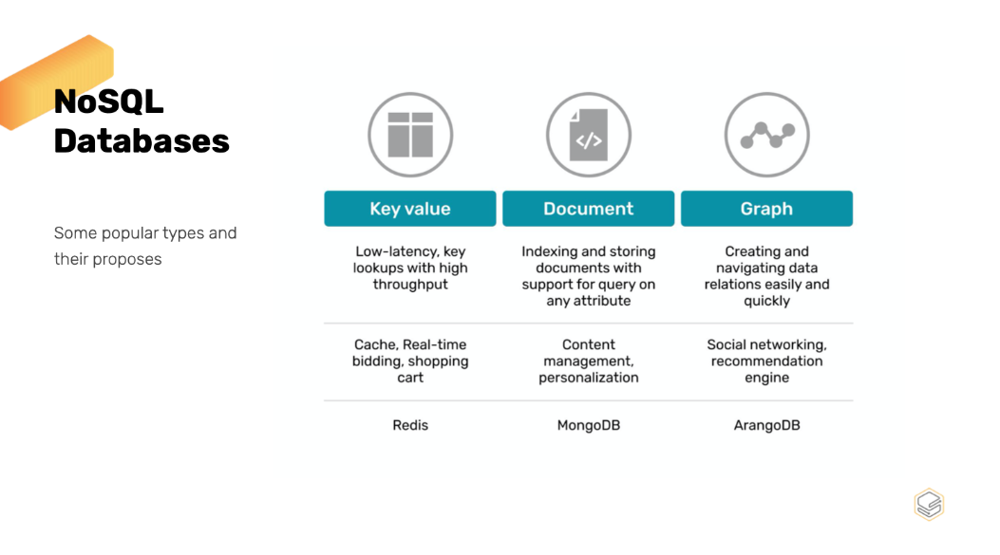 NoSQL
Databases
Some popular types and
their proposes
Key value
Document
Graph
Low-latency, key
lookups with high
throughput
Indexing and storing
documents with
support for query on
any attribute
Creating and
navigating data
relations easily and
quickly
Cache, Real-time
bidding, shopping
cart
Content
management,
personalization
Social networking,
recommendation
engine
Redis
MongoDB
ArangoDB